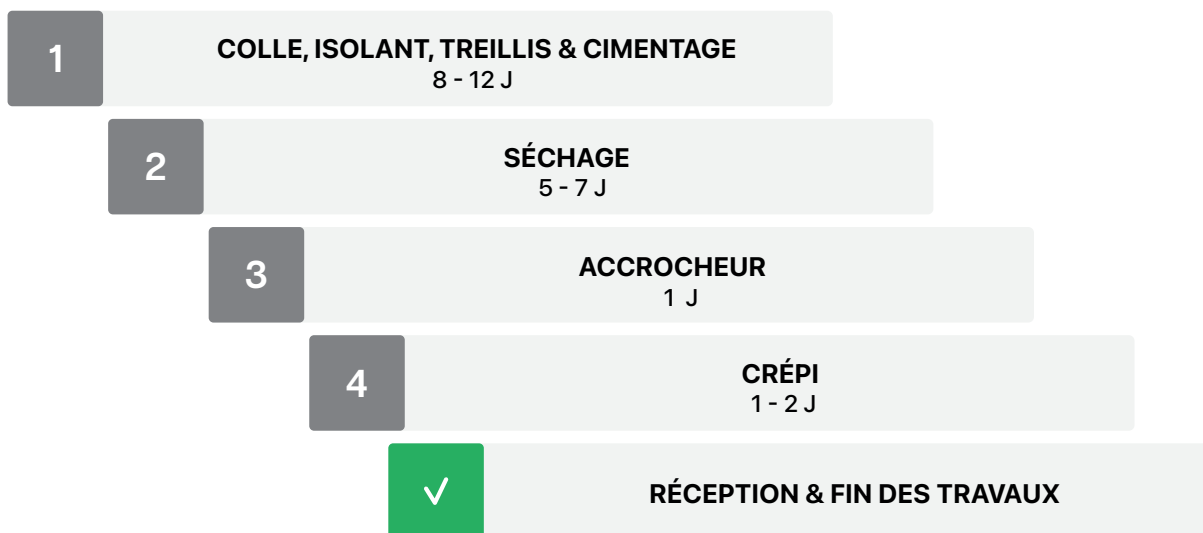 1
COLLE, ISOLANT, TREILLIS & CIMENTAGE
8 - 12 J
2
SÉCHAGE
5 - 7 J
3
ACCROCHEUR
1 J
4
CRÉPI
1 - 2 J
✓
RÉCEPTION & FIN DES TRAVAUX